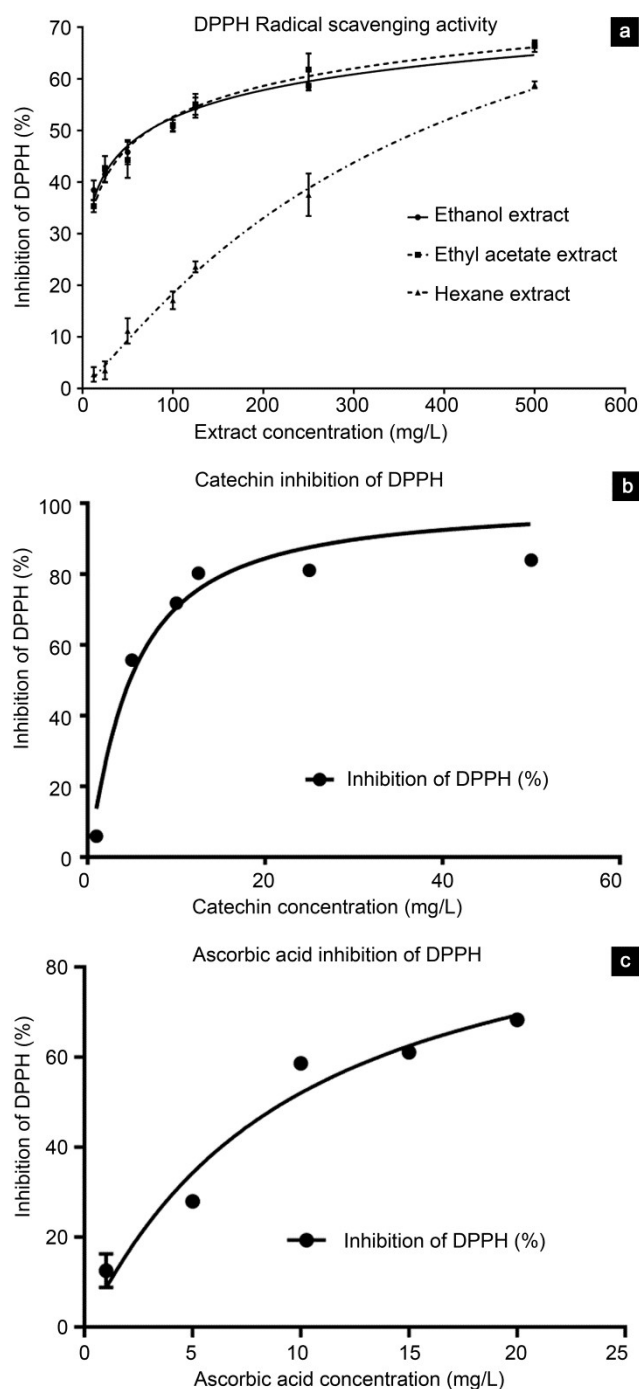 DPPH Radical scavenging activity
a
70
60
50
40
30
20
10
0
Inhibition of DPPH (%)
Ethanol extract
Ethyl acetate extract
Hexane extract
0 100 200 300 400 500 600
Extract concentration (mg/L)
Catechin inhibition of DPPH
b
100
80
60
40
20
0
Inhibition of DPPH (%)
Inhibition of DPPH (%)
0 20 40 60
Catechin concentration (mg/L)
Ascorbic acid inhibition of DPPH
c
80
60
40
20
0
Inhibition of DPPH (%)
Inhibition of DPPH (%)
0 5 10 15 20 25
Ascorbic acid concentration (mg/L)